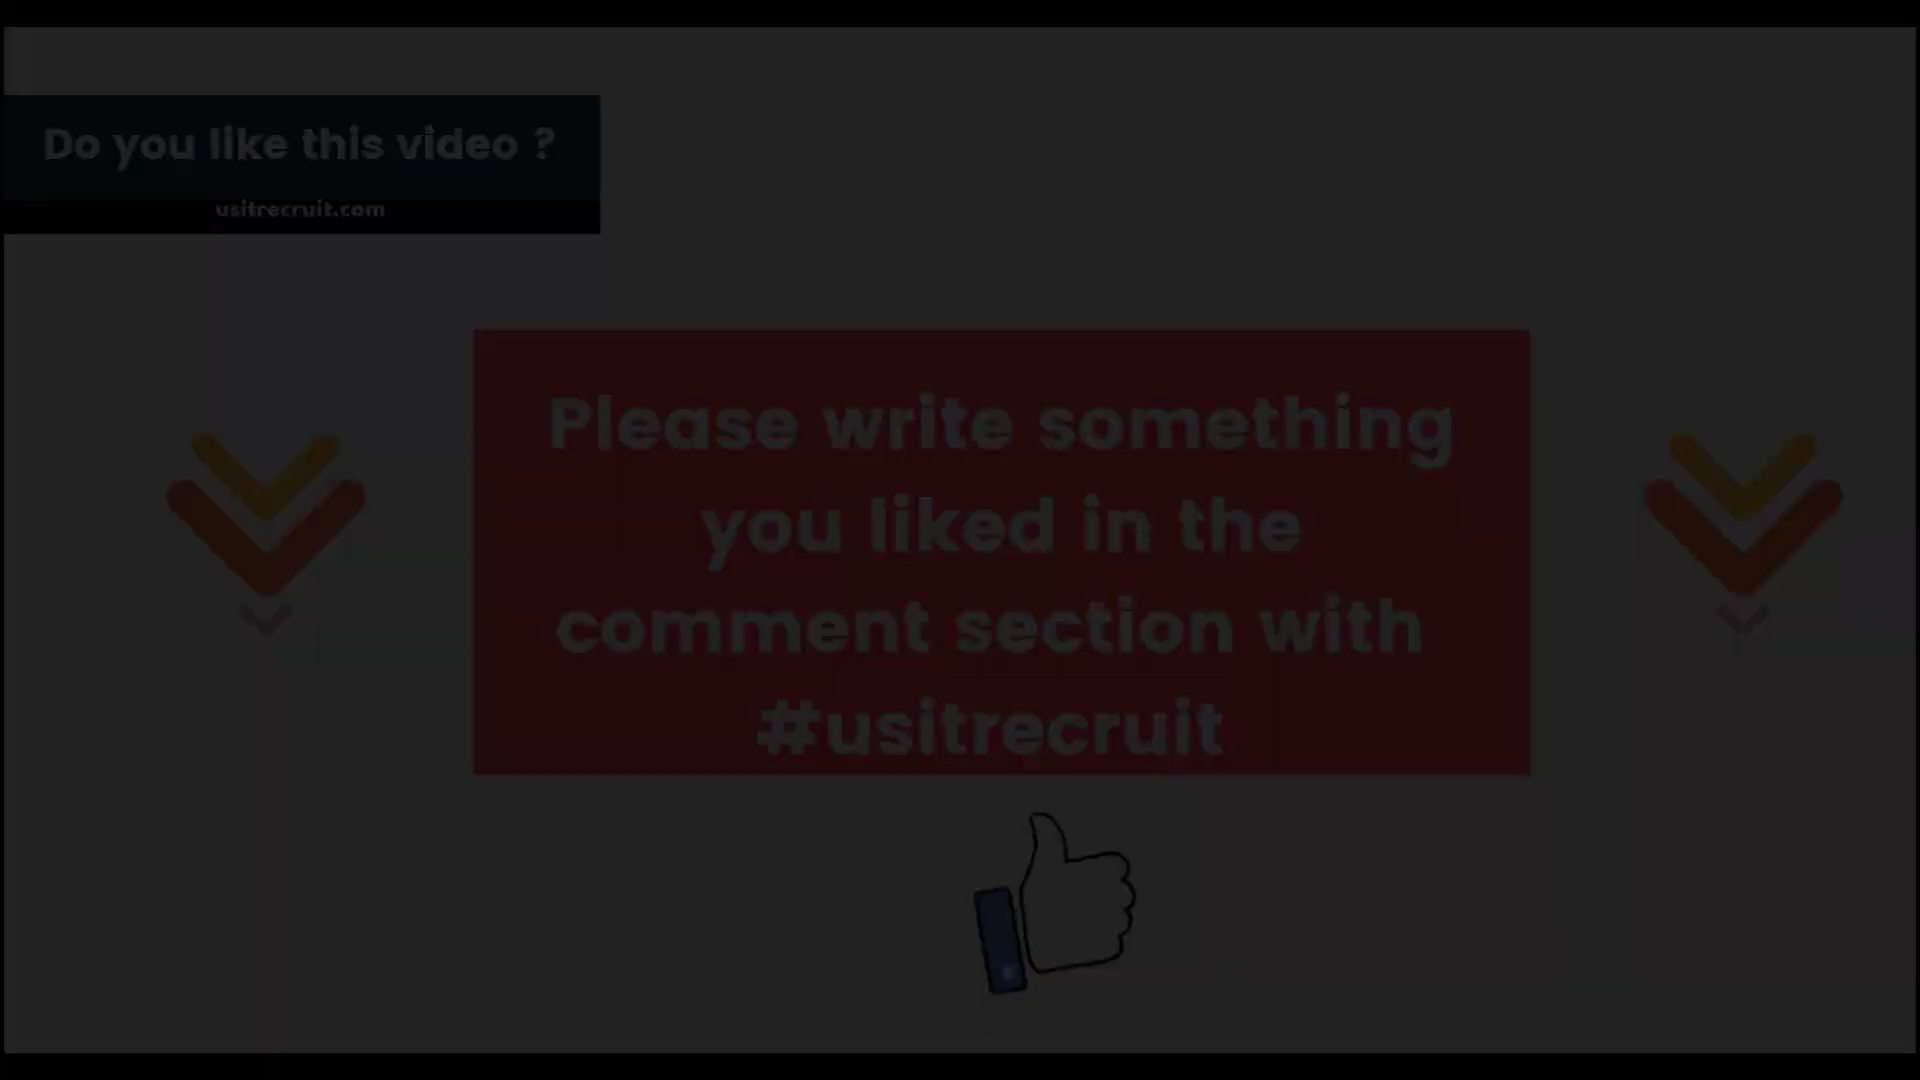 Do you like this video ?
usitrecruit.com
Please write something
you liked in the
comment section with
#usitrecruit